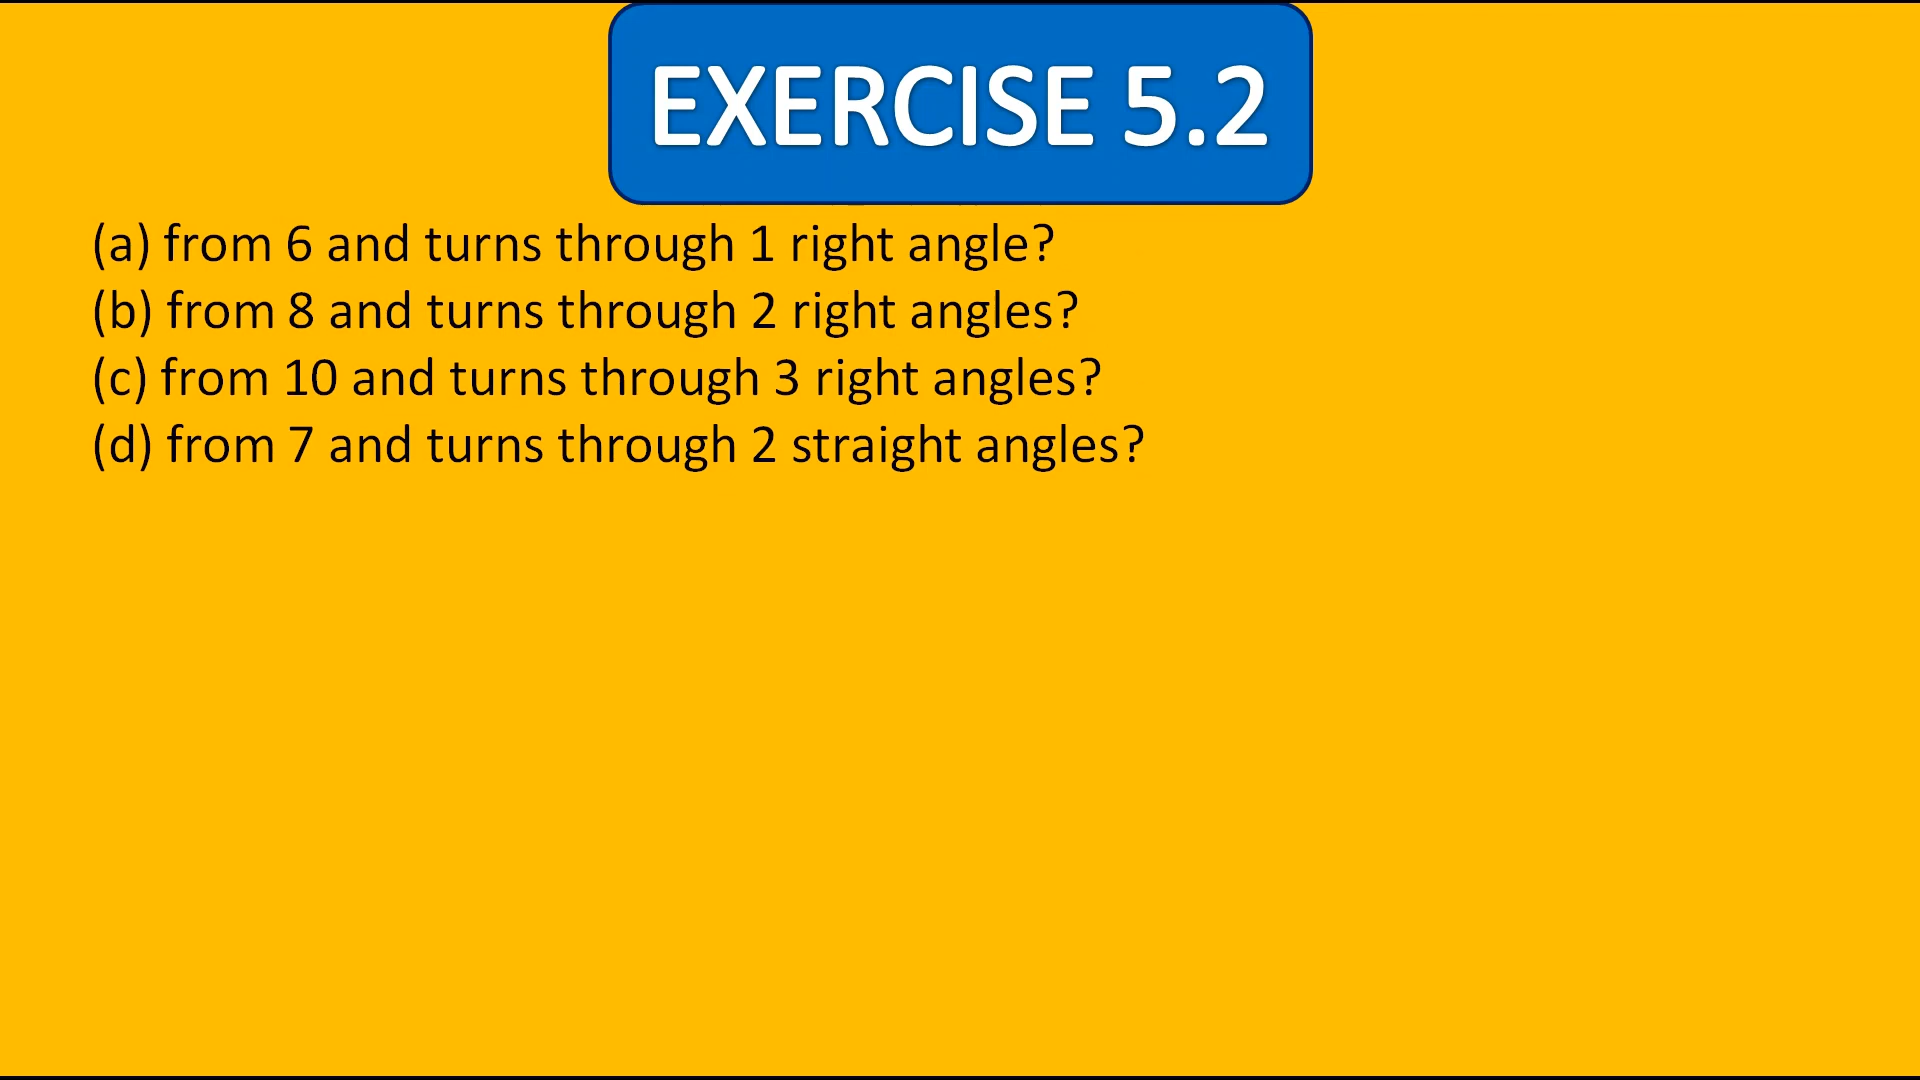 EXERCISE 5.2
(a) from 6 and turns through 1 right angle?
(b) from 8 and turns through 2 right angles?
(c) from 10 and turns through 3 right angles?
(d) from 7 and turns through 2 straight angles?